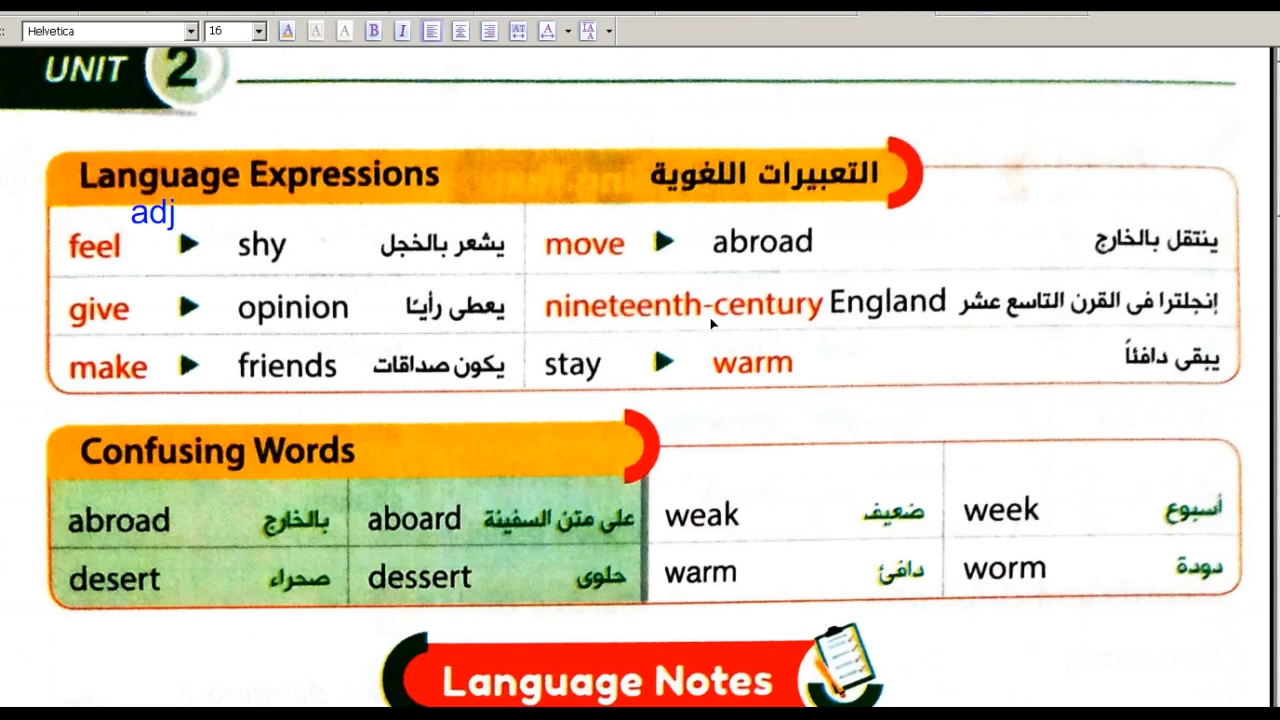 Helvetica 16
UNIT 2
Language Expressions التعبيرات اللغوية
adj
feel ▶ shy يشعر بالخجل move ▶ abroad ينتقل بالخارج
give ▶ opinion يعطى رأيًا nineteenth-century England إنجلترا فى القرن التاسع عشر
make ▶ friends يكون صداقات stay ▶ warm يبقى دافئاً
Confusing Words
abroad بالخارج aboard على متن السفينة weak ضعيف week أسبوع
desert صحراء dessert حلوى warm دافئ worm دودة
Language Notes